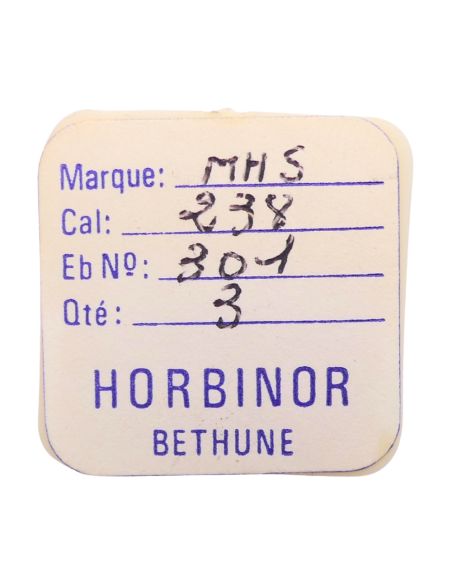 Marque: MHS
Cal: 238
Eb Nº: 301
Qté: 3
HORBINOR
BETHUNE